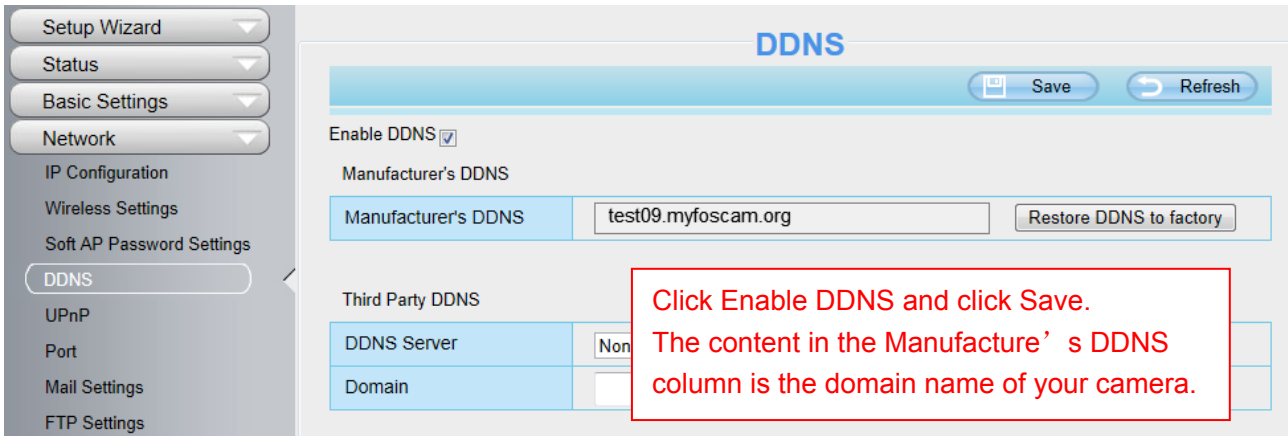 Setup Wizard
Status
Basic Settings
Network
IP Configuration
Wireless Settings
Soft AP Password Settings
DDNS
UPnP
Port
Mail Settings
FTP Settings
DDNS
Save Refresh
Enable DDNS
Manufacturer's DDNS
Manufacturer's DDNS test09.myfoscam.org Restore DDNS to factory
Third Party DDNS
DDNS Server Non
Domain
Click Enable DDNS and click Save.
The content in the Manufacture’s DDNS
column is the domain name of your camera.